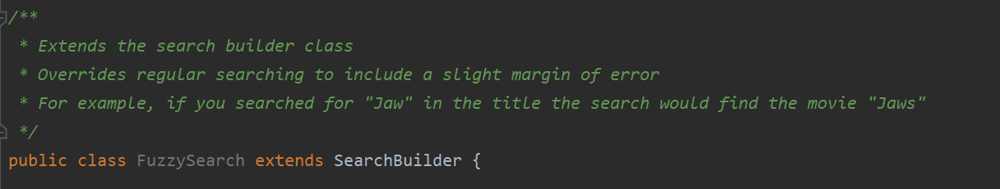 /**
* Extends the search builder class
* Overrides regular searching to include a slight margin of error
* For example, if you searched for "Jaw" in the title the search would find the movie "Jaws"
*/
public class FuzzySearch extends SearchBuilder {